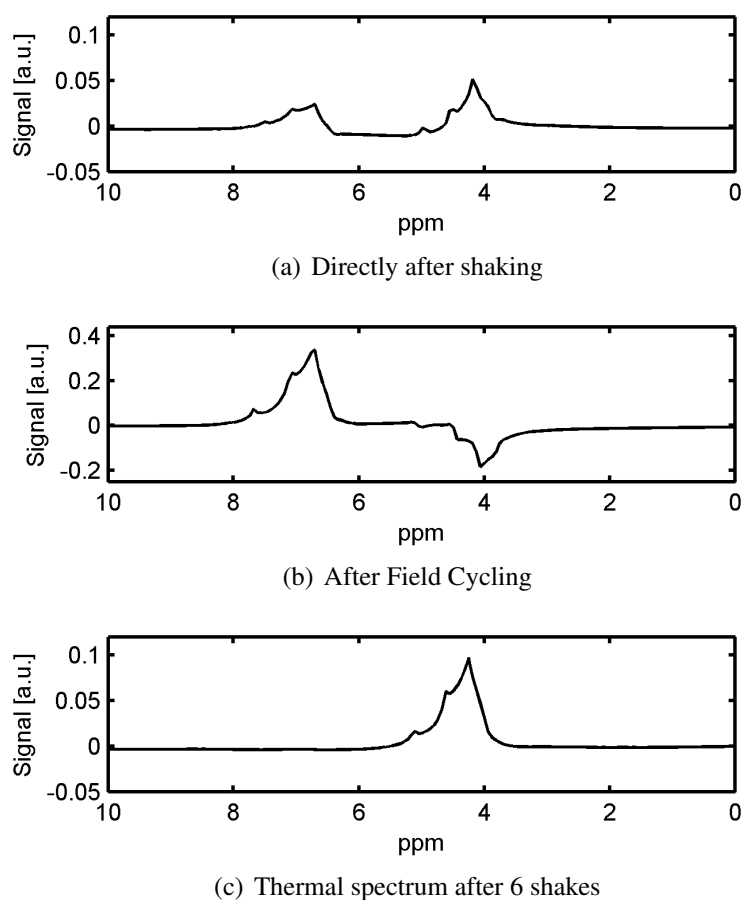 0.1
0.05
0
-0.05
Signal [a.u.]
10 8 6 4 2 0
ppm
(a) Directly after shaking
0.4
0.2
0
-0.2
Signal [a.u.]
10 8 6 4 2 0
ppm
(b) After Field Cycling
0.1
0.05
0
-0.05
Signal [a.u.]
10 8 6 4 2 0
ppm
(c) Thermal spectrum after 6 shakes